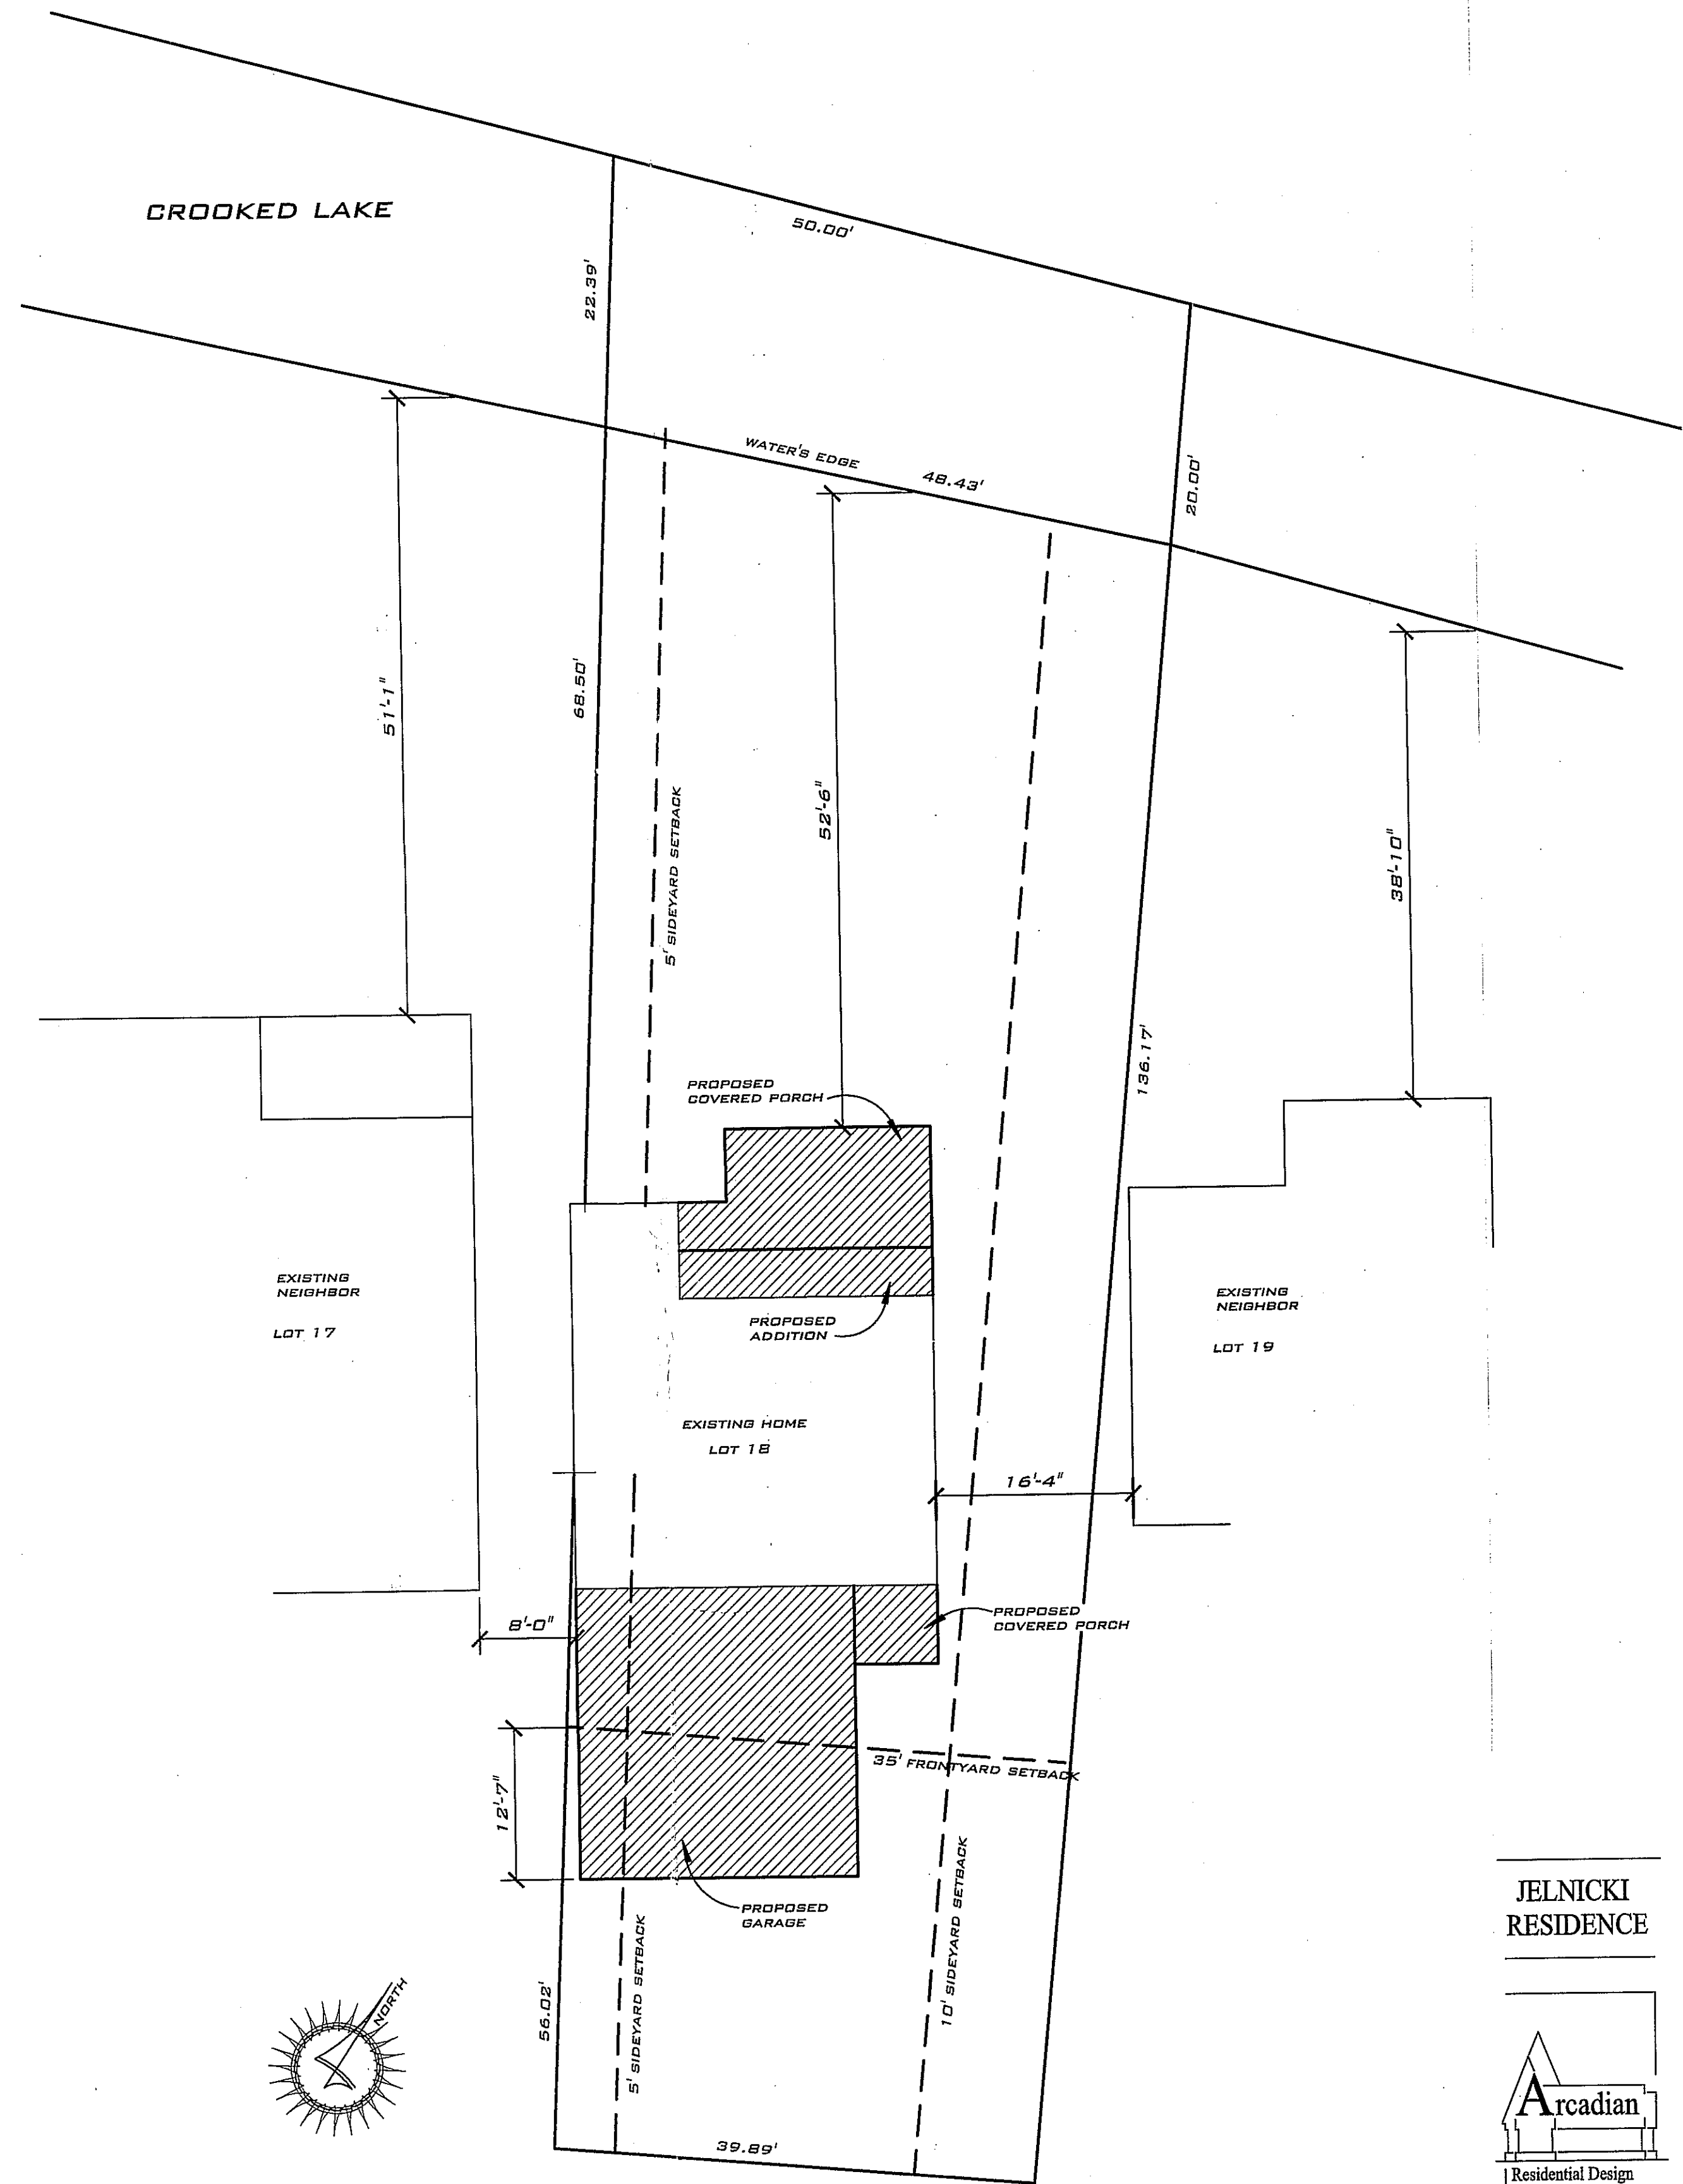 CROOKED LAKE
50.00'
22.39'
WATER'S EDGE
48.43'
20.00'
51'-1"
68.50'
5' SIDEYARD SETBACK
52'-6"
38'-10"
136.17'
PROPOSED
COVERED PORCH
EXISTING
NEIGHBOR
LOT 17
PROPOSED
ADDITION
EXISTING
NEIGHBOR
LOT 19
EXISTING HOME
LOT 18
16'-4"
8'-0"
PROPOSED
COVERED PORCH
35' FRONTYARD SETBACK
12'-7"
PROPOSED
GARAGE
10' SIDEYARD SETBACK
5' SIDEYARD SETBACK
56.02'
39.89'
NORTH
JELNICKI
RESIDENCE
Arcadian
Residential Design